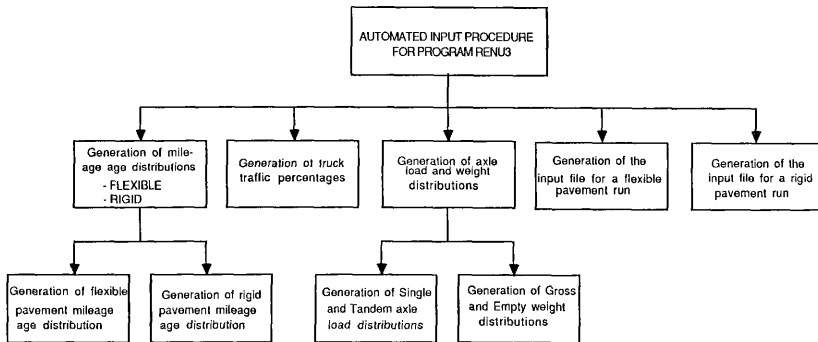 AUTOMATED INPUT PROCEDURE
FOR PROGRAM RENU3
Generation of mile-
age age distributions
- FLEXIBLE
- RIGID
Generation of truck
traffic percentages
Generation of axle
load and weight
distributions
Generation of the
input file for a flexible
pavement run
Generation of the
input file for a rigid
pavement run
Generation of flexible
pavement mileage
age distribution
Generation of rigid
pavement mileage
age distribution
Generation of Single
and Tandem axle
load distributions
Generation of Gross
and Empty weight
distributions